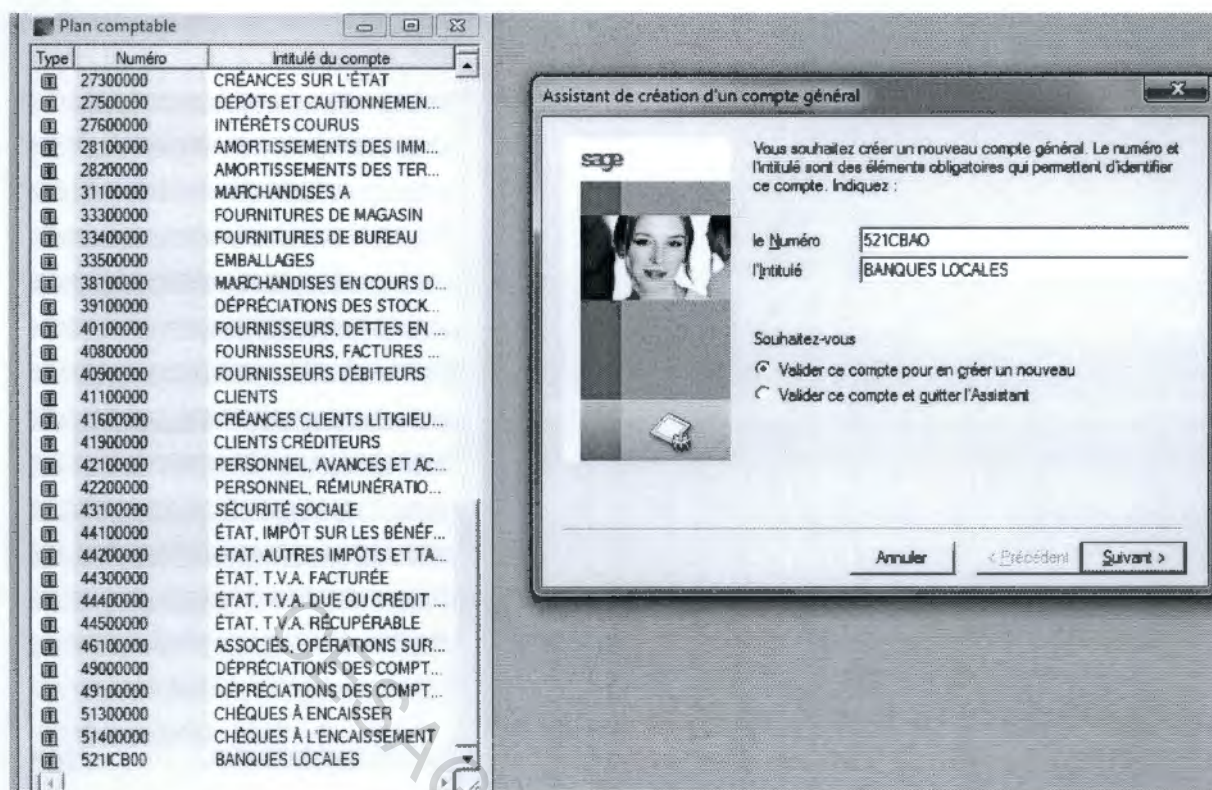 Plan comptable
Type Numéro Intitulé du compte
27300000 CRÉANCES SUR L'ÉTAT
27500000 DÉPÔTS ET CAUTIONNEMEN...
27600000 INTÉRÊTS COURUS
28100000 AMORTISSEMENTS DES IMM...
28200000 AMORTISSEMENTS DES TER...
31100000 MARCHANDISES A
33300000 FOURNITURES DE MAGASIN
33400000 FOURNITURES DE BUREAU
33500000 EMBALLAGES
38100000 MARCHANDISES EN COURS D...
39100000 DÉPRÉCIATIONS DES STOCK...
40100000 FOURNISSEURS, DETTES EN ...
40800000 FOURNISSEURS, FACTURES ...
40900000 FOURNISSEURS DÉBITEURS
41100000 CLIENTS
41600000 CRÉANCES CLIENTS LITIGIEU...
41900000 CLIENTS CRÉDITEURS
42100000 PERSONNEL, AVANCES ET AC...
42200000 PERSONNEL, RÉMUNÉRATIO...
43100000 SÉCURITÉ SOCIALE
44100000 ÉTAT, IMPÔT SUR LES BÉNÉF...
44200000 ÉTAT, AUTRES IMPÔTS ET TA...
44300000 ÉTAT, T.V.A. FACTURÉE
44400000 ÉTAT, T.V.A. DUE OU CRÉDIT ...
44500000 ÉTAT, T.V.A. RÉCUPÉRABLE
46100000 ASSOCIÉS, OPÉRATIONS SUR...
49000000 DÉPRÉCIATIONS DES COMPT...
49100000 DÉPRÉCIATIONS DES COMPT...
51300000 CHÈQUES À ENCAISSER
51400000 CHÈQUES À L'ENCAISSEMENT
521ICB00 BANQUES LOCALES
Assistant de création d'un compte général
sage
Vous souhaitez créer un nouveau compte général. Le numéro et
l'intitulé sont des éléments obligatoires qui permettent d'identifier
ce compte. Indiquez :
le Numéro 521CBAO
l'Intitulé BANQUES LOCALES
Souhaitez-vous
Valider ce compte pour en créer un nouveau
Valider ce compte et quitter l'Assistant
Annuler < Précédent Suivant >